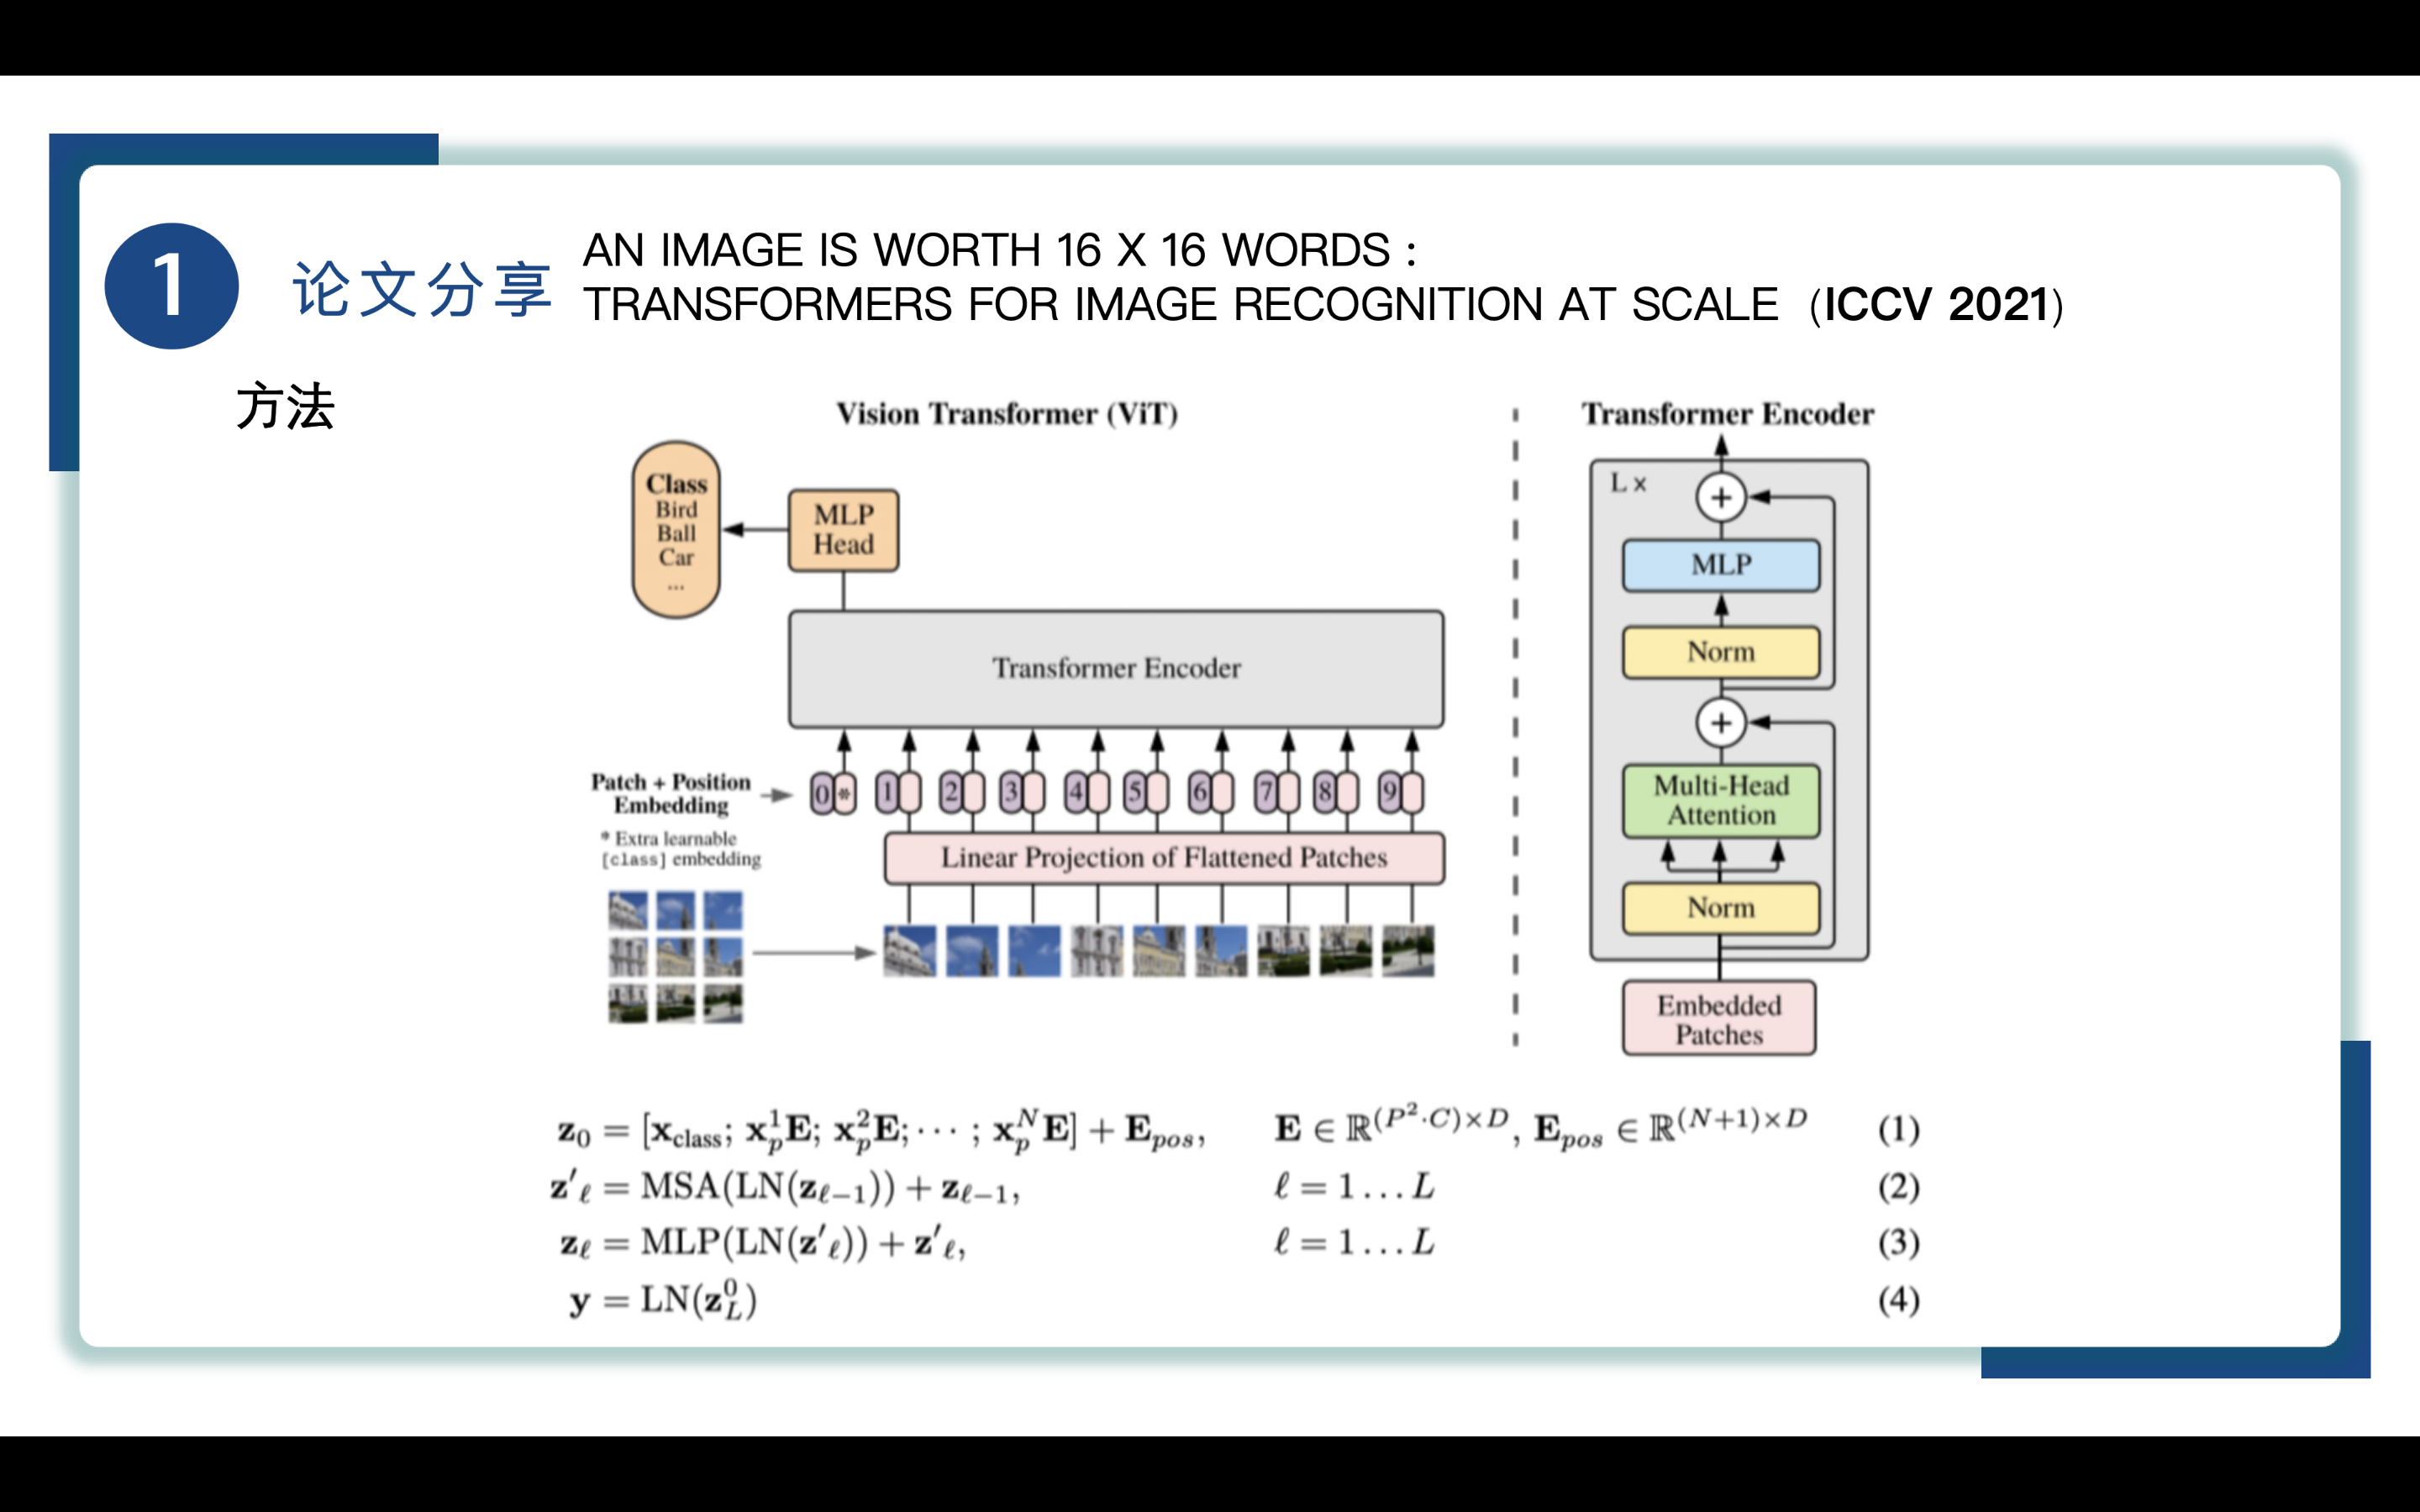 1
论文分享
AN IMAGE IS WORTH 16 X 16 WORDS :
TRANSFORMERS FOR IMAGE RECOGNITION AT SCALE (ICCV 2021)
方法
Vision Transformer (ViT)
Class
Bird
Ball
Car
...
MLP
Head
Transformer Encoder
Patch + Position
Embedding
* Extra learnable
[class] embedding
0 * 1 2 3 4 5 6 7 8 9
Linear Projection of Flattened Patches
Transformer Encoder
L x
+
MLP
Norm
+
Multi-Head
Attention
Norm
Embedded
Patches
$\mathbf{z}_0 = [\mathbf{x}_{\text{class}}; \mathbf{x}_p^1\mathbf{E}; \mathbf{x}_p^2\mathbf{E}; \cdots; \mathbf{x}_p^N\mathbf{E}] + \mathbf{E}_{pos}, \quad \mathbf{E} \in \mathbb{R}^{(P^2 \cdot C) \times D}, \mathbf{E}_{pos} \in \mathbb{R}^{(N+1) \times D}$ (1)
$\mathbf{z}'_\ell = \text{MSA}(\text{LN}(\mathbf{z}_{\ell-1})) + \mathbf{z}_{\ell-1}, \quad \ell = 1 \ldots L$ (2)
$\mathbf{z}_\ell = \text{MLP}(\text{LN}(\mathbf{z}'_\ell)) + \mathbf{z}'_\ell, \quad \ell = 1 \ldots L$ (3)
$\mathbf{y} = \text{LN}(\mathbf{z}_L^0)$ (4)